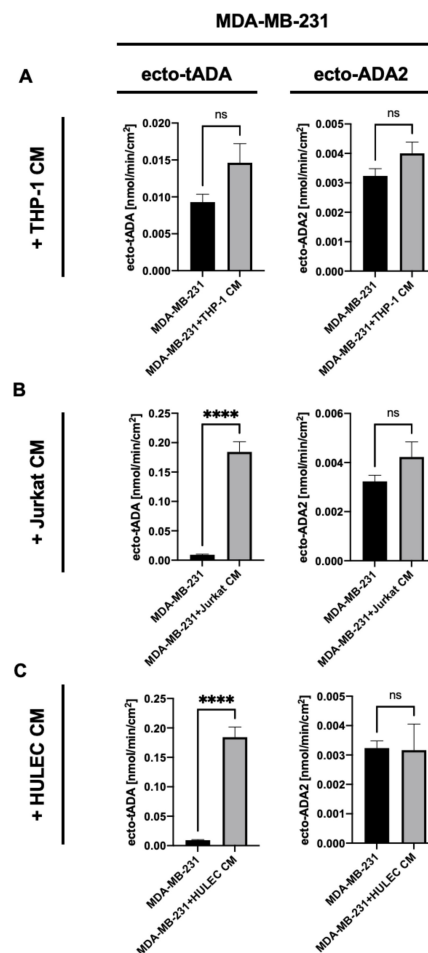 MDA-MB-231
ecto-tADA
ecto-ADA2
A
+ THP-1 CM
ecto-tADA [nmol/min/cm²]
0.020
0.015
0.010
0.005
0.000
ns
MDA-MB-231
MDA-MB-231+THP-1 CM
ecto-ADA2 [nmol/min/cm²]
0.005
0.004
0.003
0.002
0.001
0.000
ns
MDA-MB-231
MDA-MB-231+THP-1 CM
B
+ Jurkat CM
ecto-tADA [nmol/min/cm²]
0.25
0.20
0.15
0.10
0.05
0.00
****
MDA-MB-231
MDA-MB-231+Jurkat CM
ecto-ADA2 [nmol/min/cm²]
0.006
0.004
0.002
0.000
ns
MDA-MB-231
MDA-MB-231+Jurkat CM
C
+ HULEC CM
ecto-tADA [nmol/min/cm²]
0.25
0.20
0.15
0.10
0.05
0.00
****
MDA-MB-231
MDA-MB-231+HULEC CM
ecto-ADA2 [nmol/min/cm²]
0.005
0.004
0.003
0.002
0.001
0.000
ns
MDA-MB-231
MDA-MB-231+HULEC CM